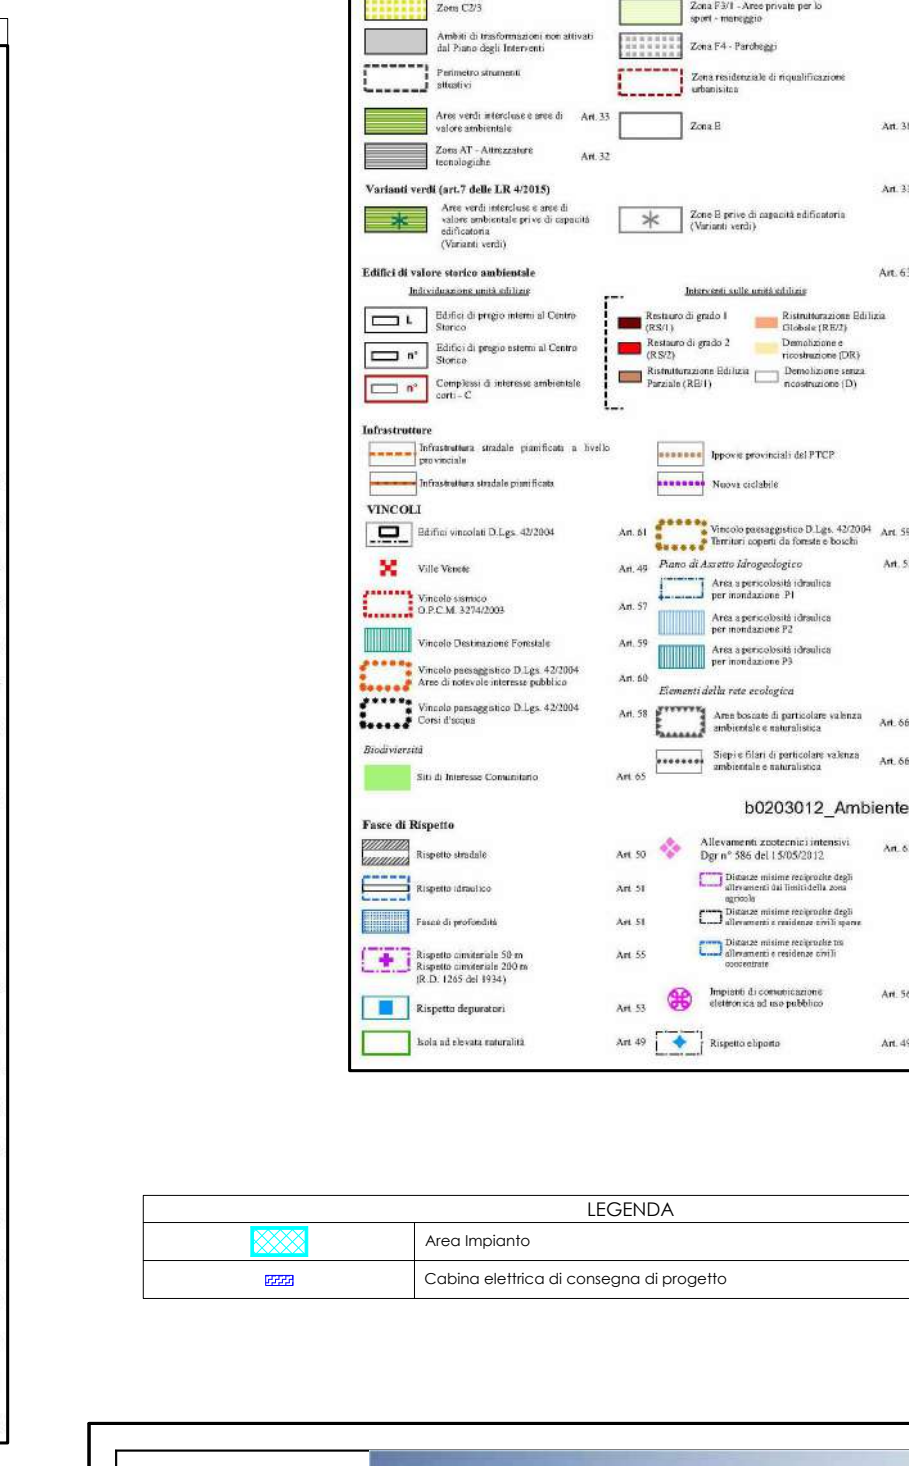 Zona C2/3
Zona F3/1 - Aree private per lo
sport - maneggio
Ambiti di trasformazioni non attivati
dal Piano degli Interventi
Zona F4 - Parcheggi
Perimetro strumenti
attuativi
Zona residenziale di riqualificazione
urbanisitca
Aree verdi intercluse e aree di
valore ambientale
Art. 33
Zona E
Zona AT - Attrezzature
tecnologiche
Art. 32
Varianti verdi (art.7 delle LR 4/2015)
Aree verdi intercluse e aree di
valore ambientale prive di capacità
edificatoria
(Varianti verdi)
Zone E prive di capacità edificatoria
(Varianti verdi)
Edifici di valore storico ambientale
Individuazione unità edilizie
Interventi sulle unità edilizie
L
Edifici di pregio interni al Centro
Storico
n°
Edifici di pregio esterni al Centro
Storico
n°
Complessi di interesse ambientale
corti - C
Restauro di grado 1
(RS/1)
Ristrutturazione Edilizia
Globale (RE/2)
Restauro di grado 2
(RS/2)
Demolizione e
ricostruzione (DR)
Ristrutturazione Edilizia
Parziale (RE/1)
Demolizione senza
ricostruzione (D)
Infrastrutture
Infrastruttura stradale pianificata a livello
provinciale
Ippovie provinciali del PTCP
Infrastruttura stradale pianificata
Nuova ciclabile
VINCOLI
Edifici vincolati D.Lgs. 42/2004
Art. 61
Vincolo paesaggistico D.Lgs. 42/2004
Territori coperti da foreste e boschi
Art. 59
Ville Venete
Art. 49
Piano di Assetto Idrogeologico
Vincolo sismico
O.P.C.M. 3274/2003
Art. 57
Area a pericolosità idraulica
per inondazione P1
Area a pericolosità idraulica
per inondazione P2
Vincolo Destinazione Forestale
Art. 59
Area a pericolosità idraulica
per inondazione P3
Vincolo paesaggistico D.Lgs. 42/2004
Aree di notevole interesse pubblico
Art. 60
Elementi della rete ecologica
Vincolo paesaggistico D.Lgs. 42/2004
Corsi d'acqua
Art. 58
Aree boscate di particolare valenza
ambientale e naturalistica
Art. 66
Biodiversità
Siepi e filari di particolare valenza
ambientale e naturalistica
Art. 66
Siti di Interesse Comunitario
Art. 65
b0203012_Ambiente
Fasce di Rispetto
Rispetto stradale
Art. 50
Allevamenti zootecnici intensivi
Dgr n° 586 del 15/05/2012
Rispetto idraulico
Art. 51
Distanze minime reciproche degli
allevamenti dai limiti della zona
agricola
Fasce di profondità
Art. 51
Distanze minime reciproche degli
allevamenti e residenze civili sparse
Rispetto cimiteriale 50 m
Rispetto cimiteriale 200 m
(R.D. 1265 del 1934)
Art. 55
Distanze minime reciproche tra
allevamenti e residenze civili
concentrate
Rispetto depuratori
Art. 53
Impianti di comunicazione
elettronica ad uso pubblico
Art. 56
Isola ad elevata naturalità
Art. 49
Rispetto eliporto
Art. 49
LEGENDA
Area Impianto
Cabina elettrica di consegna di progetto